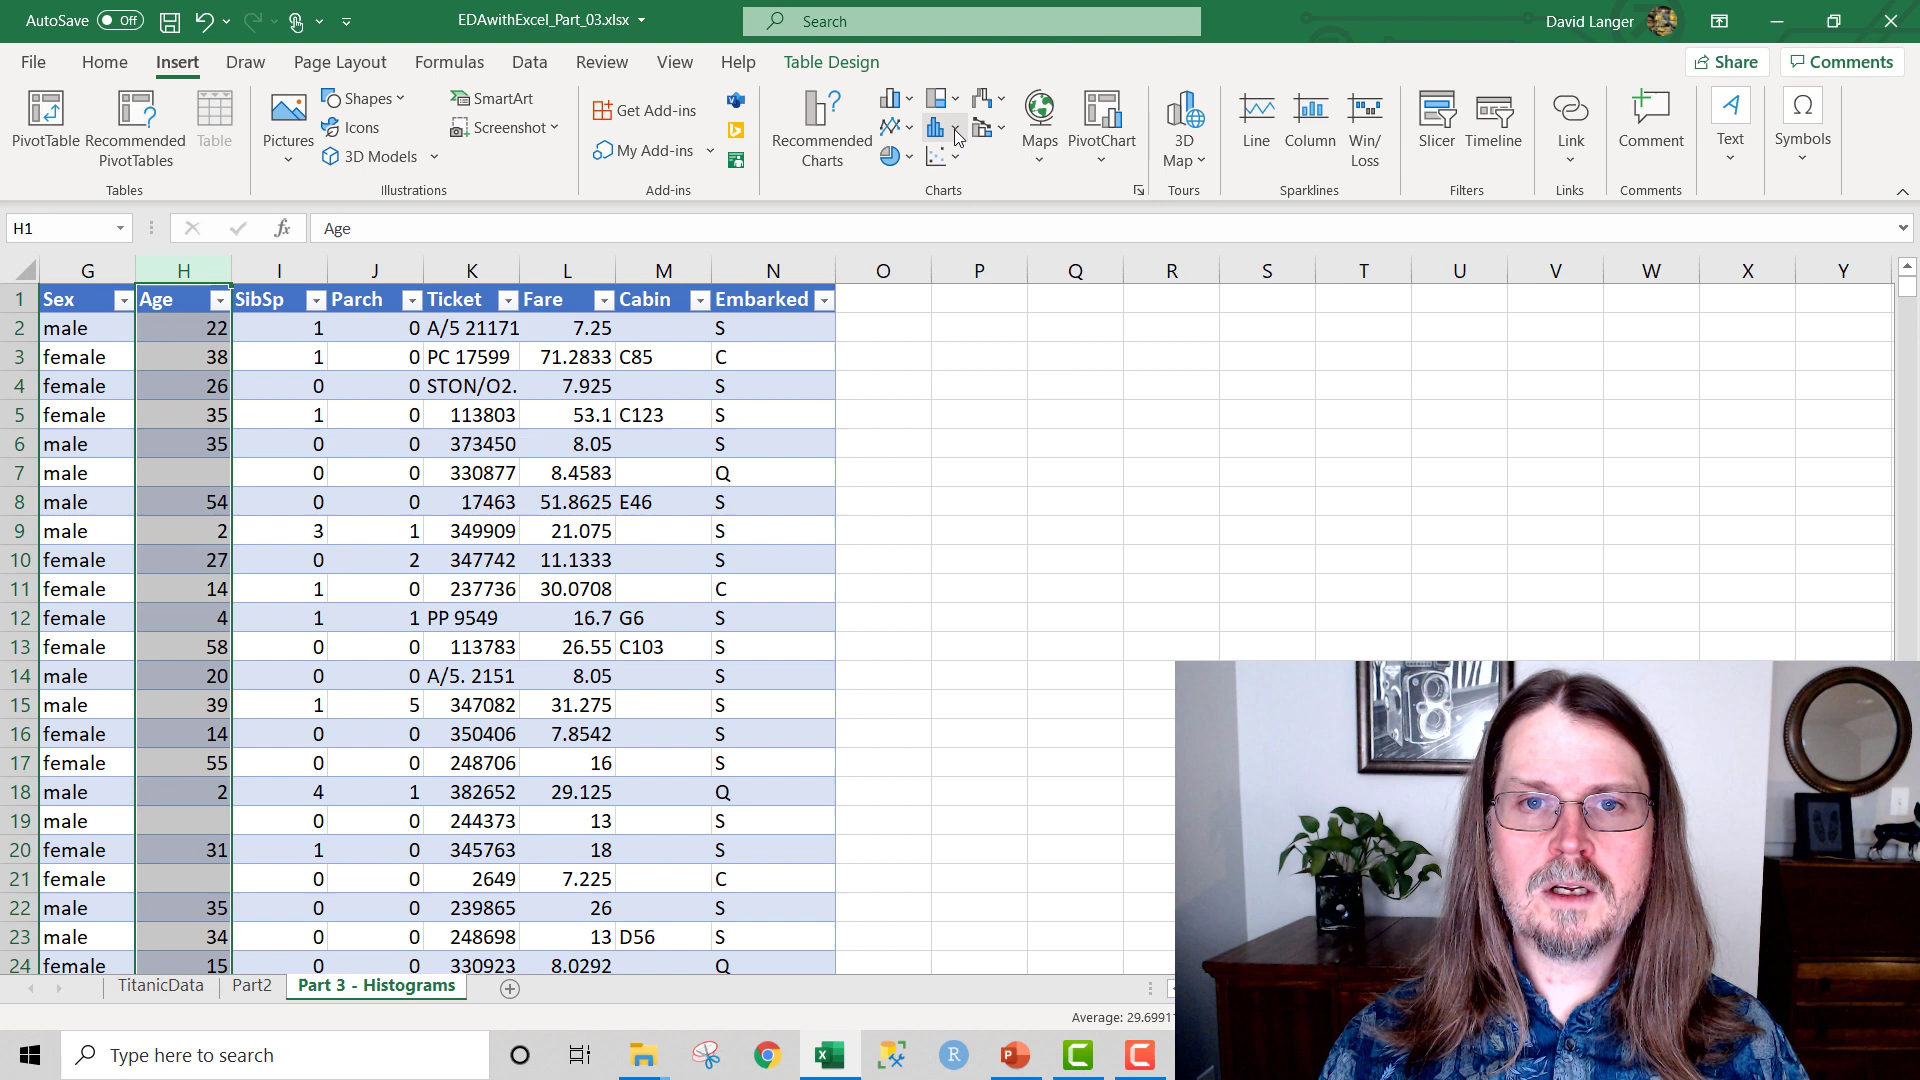 AutoSave Off EDAwithExcel_Part_03.xlsx Search David Langer
File Home Insert Draw Page Layout Formulas Data Review View Help Table Design Share Comments
PivotTable Recommended PivotTables Table Pictures Shapes Icons 3D Models SmartArt Screenshot Get Add-ins My Add-ins Recommended Charts Maps PivotChart 3D Map Line Column Win/Loss Slicer Timeline Link Comment Text Symbols
Tables Illustrations Add-ins Charts Tours Sparklines Filters Links Comments
H1 fx Age
G H I J K L M N O P Q R S T U V W X Y
1 Sex Age SibSp Parch Ticket Fare Cabin Embarked
2 male 22 1 0 A/5 21171 7.25 S
3 female 38 1 0 PC 17599 71.2833 C85 C
4 female 26 0 0 STON/O2. 7.925 S
5 female 35 1 0 113803 53.1 C123 S
6 male 35 0 0 373450 8.05 S
7 male 0 0 330877 8.4583 Q
8 male 54 0 0 17463 51.8625 E46 S
9 male 2 3 1 349909 21.075 S
10 female 27 0 2 347742 11.1333 S
11 female 14 1 0 237736 30.0708 C
12 female 4 1 1 PP 9549 16.7 G6 S
13 female 58 0 0 113783 26.55 C103 S
14 male 20 0 0 A/5. 2151 8.05 S
15 male 39 1 5 347082 31.275 S
16 female 14 0 0 350406 7.8542 S
17 female 55 0 0 248706 16 S
18 male 2 4 1 382652 29.125 Q
19 male 0 0 244373 13 S
20 female 31 1 0 345763 18 S
21 female 0 0 2649 7.225 C
22 male 35 0 0 239865 26 S
23 male 34 0 0 248698 13 D56 S
24 female 15 0 0 330923 8.0292 Q
TitanicData Part2 Part 3 - Histograms
Average: 29.6991
Type here to search